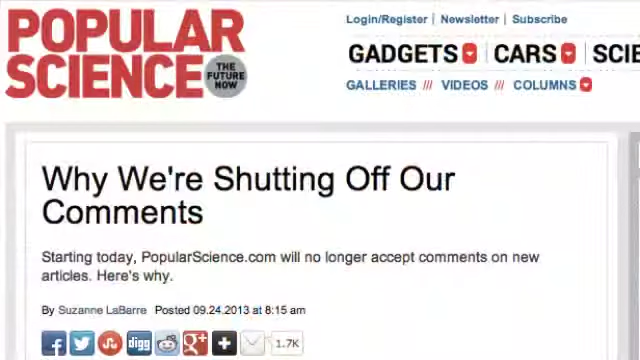 POPULAR
SCIENCE
THE
FUTURE
NOW
Login/Register | Newsletter | Subscribe
GADGETS | CARS | SCIE
GALLERIES /// VIDEOS /// COLUMNS
Why We're Shutting Off Our
Comments
Starting today, PopularScience.com will no longer accept comments on new
articles. Here's why.
By Suzanne LaBarre Posted 09.24.2013 at 8:15 am
digg
1.7K